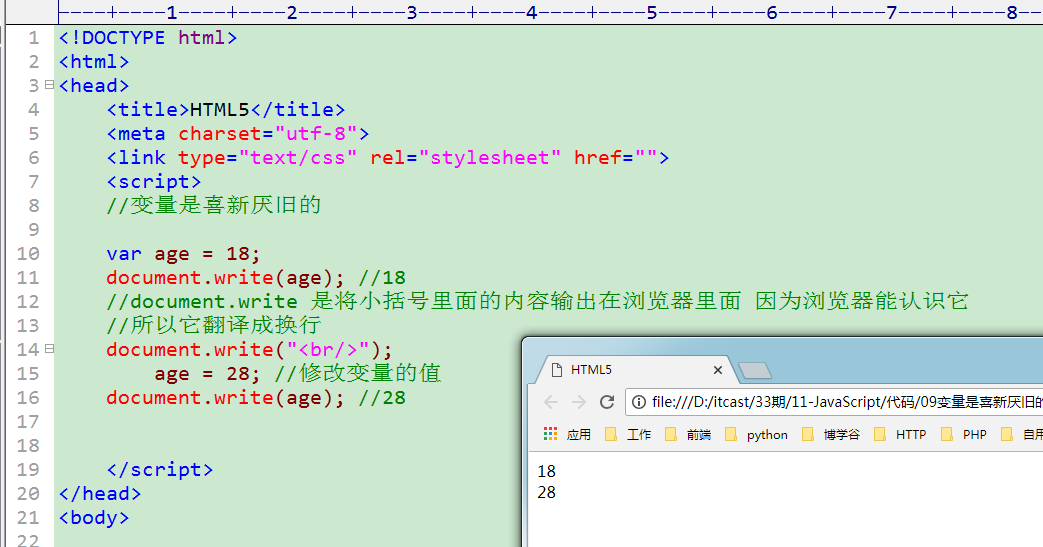 |----+----1----+----2----+----3----+----4----+----5----+----6----+----7----+----8--
1 <!DOCTYPE html>
2 <html>
3 <head>
4 <title>HTML5</title>
5 <meta charset="utf-8">
6 <link type="text/css" rel="stylesheet" href="">
7 <script>
8 //变量是喜新厌旧的
9
10 var age = 18;
11 document.write(age); //18
12 //document.write 是将小括号里面的内容输出在浏览器里面 因为浏览器能认识它
13 //所以它翻译成换行
14 document.write("<br/>");
15 age = 28; //修改变量的值
16 document.write(age); //28
17
18
19 </script>
20 </head>
21 <body>
22
HTML5
file:///D:/itcast/33期/11-JavaScript/代码/09变量是喜新厌旧的
应用 工作 前端 python 博学谷 HTTP PHP 自用
18
28